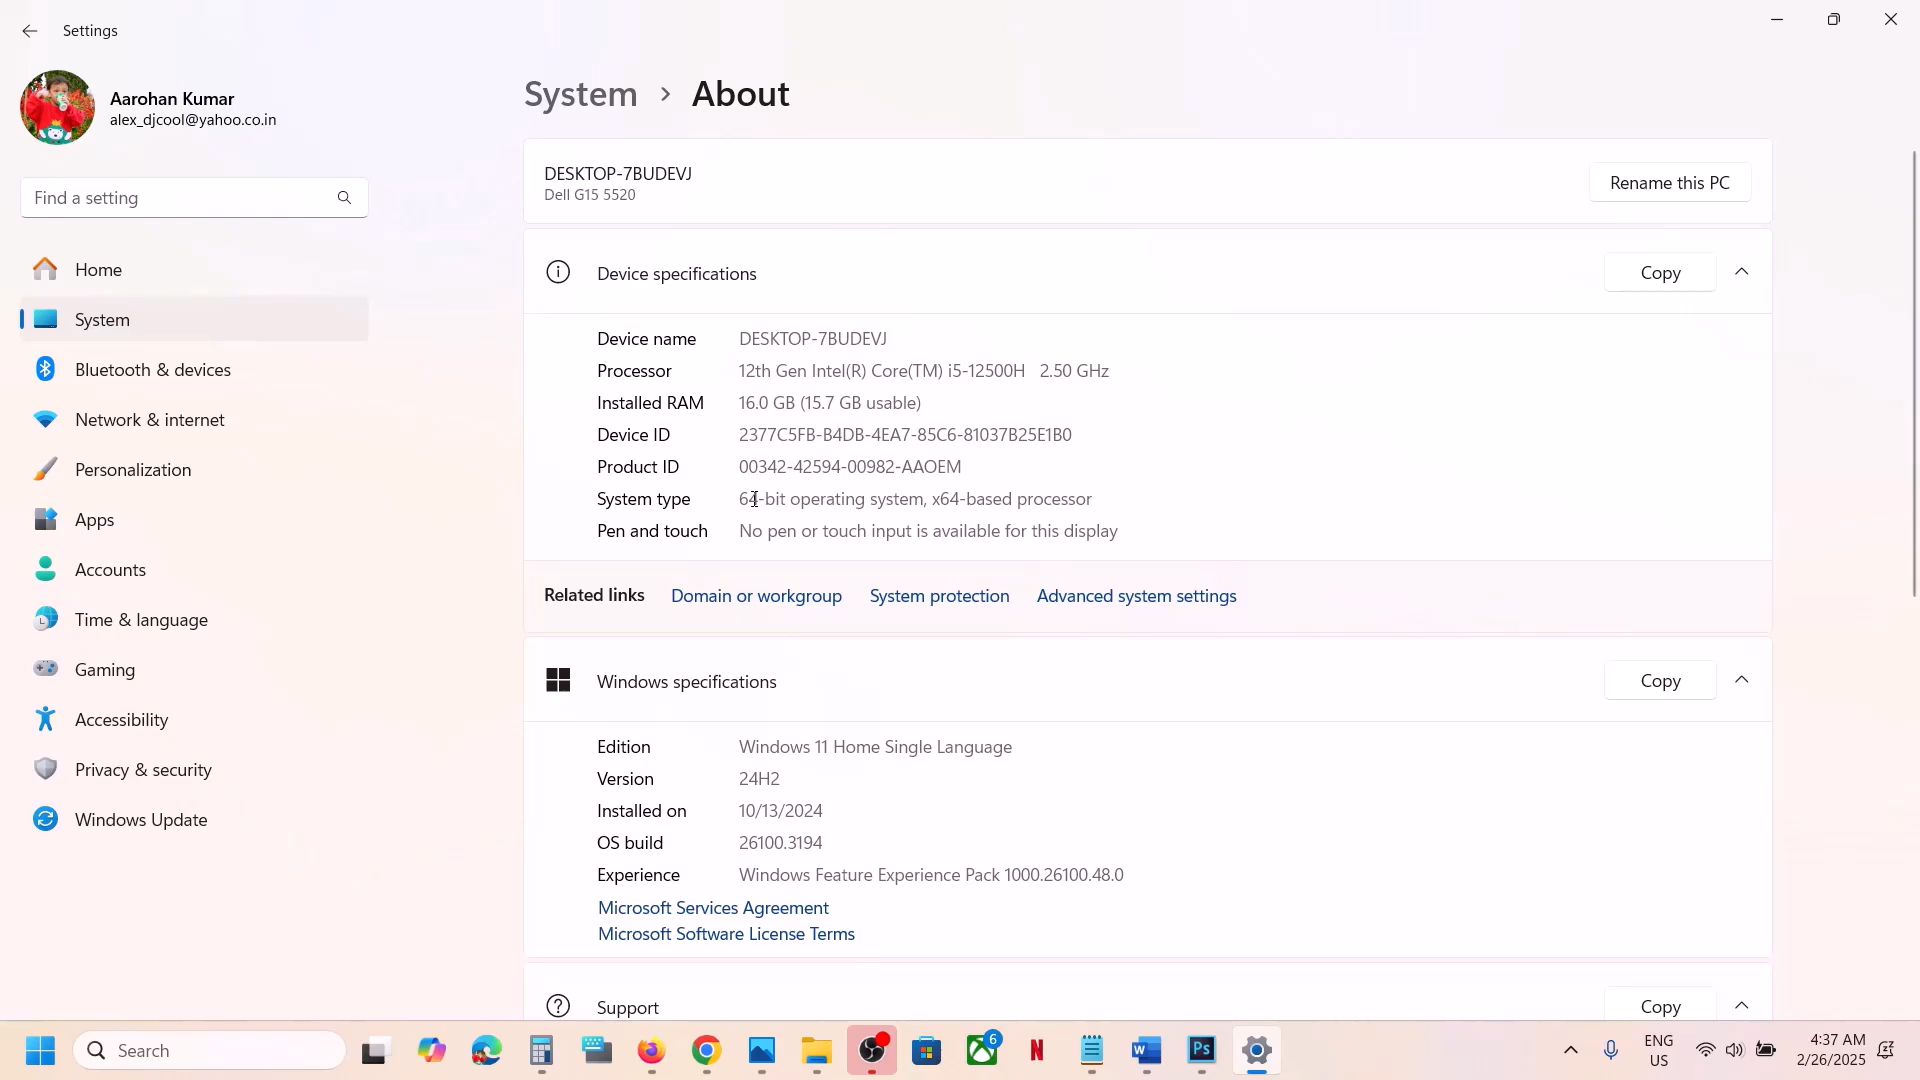 Settings
Aarohan Kumar
alex_djcool@yahoo.co.in
Find a setting
Home
System
Bluetooth & devices
Network & internet
Personalization
Apps
Accounts
Time & language
Gaming
Accessibility
Privacy & security
Windows Update
System > About
DESKTOP-7BUDEVJ
Dell G15 5520
Rename this PC
Device specifications Copy
Device name DESKTOP-7BUDEVJ
Processor 12th Gen Intel(R) Core(TM) i5-12500H 2.50 GHz
Installed RAM 16.0 GB (15.7 GB usable)
Device ID 2377C5FB-B4DB-4EA7-85C6-81037B25E1B0
Product ID 00342-42594-00982-AAOEM
System type 64-bit operating system, x64-based processor
Pen and touch No pen or touch input is available for this display
Related links Domain or workgroup System protection Advanced system settings
Windows specifications Copy
Edition Windows 11 Home Single Language
Version 24H2
Installed on 10/13/2024
OS build 26100.3194
Experience Windows Feature Experience Pack 1000.26100.48.0
Microsoft Services Agreement
Microsoft Software License Terms
Support Copy
Search 6 N W Ps ENG 4:37 AM
US 2/26/2025